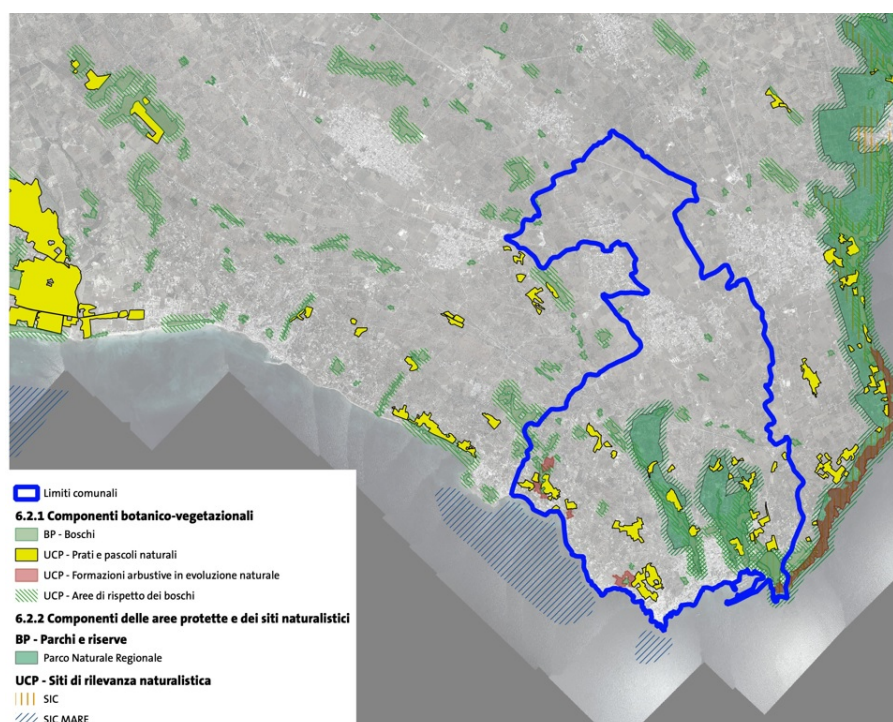 Limiti comunali
6.2.1 Componenti botanico-vegetazionali
BP - Boschi
UCP - Prati e pascoli naturali
UCP - Formazioni arbustive in evoluzione naturale
UCP - Aree di rispetto dei boschi
6.2.2 Componenti delle aree protette e dei siti naturalistici
BP - Parchi e riserve
Parco Naturale Regionale
UCP - Siti di rilevanza naturalistica
SIC
SIC MARE